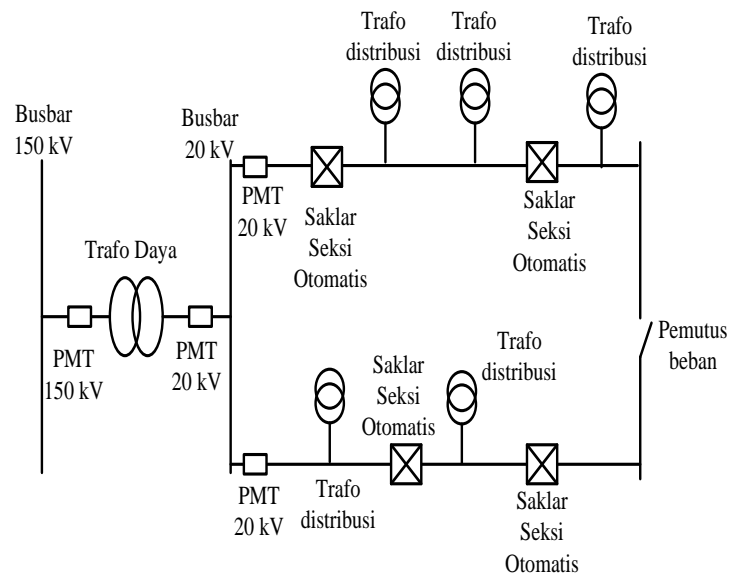 Trafo
distribusi
Trafo
distribusi
Trafo
distribusi
Busbar
150 kV
Busbar
20 kV
PMT
20 kV
Saklar
Seksi
Otomatis
Saklar
Seksi
Otomatis
Trafo Daya
PMT
150 kV
PMT
20 kV
Pemutus
beban
Saklar
Seksi
Otomatis
Trafo
distribusi
PMT
20 kV
Trafo
distribusi
Saklar
Seksi
Otomatis